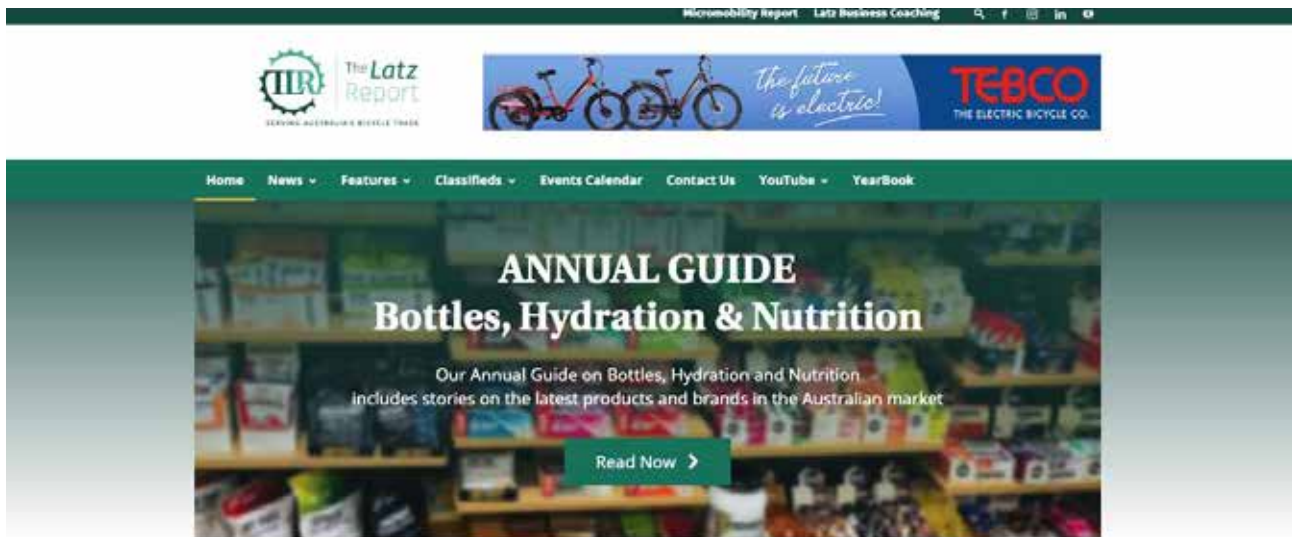 Micromobility Report Latz Business Coaching
TLR
The Latz
Report
SERVING AUSTRALIA'S BICYCLE TRADE
the future
is electric!
TEBCO
THE ELECTRIC BICYCLE CO.
Home News Features Classifieds Events Calendar Contact Us YouTube YearBook
ANNUAL GUIDE
Bottles, Hydration & Nutrition
Our Annual Guide on Bottles, Hydration and Nutrition
includes stories on the latest products and brands in the Australian market
Read Now